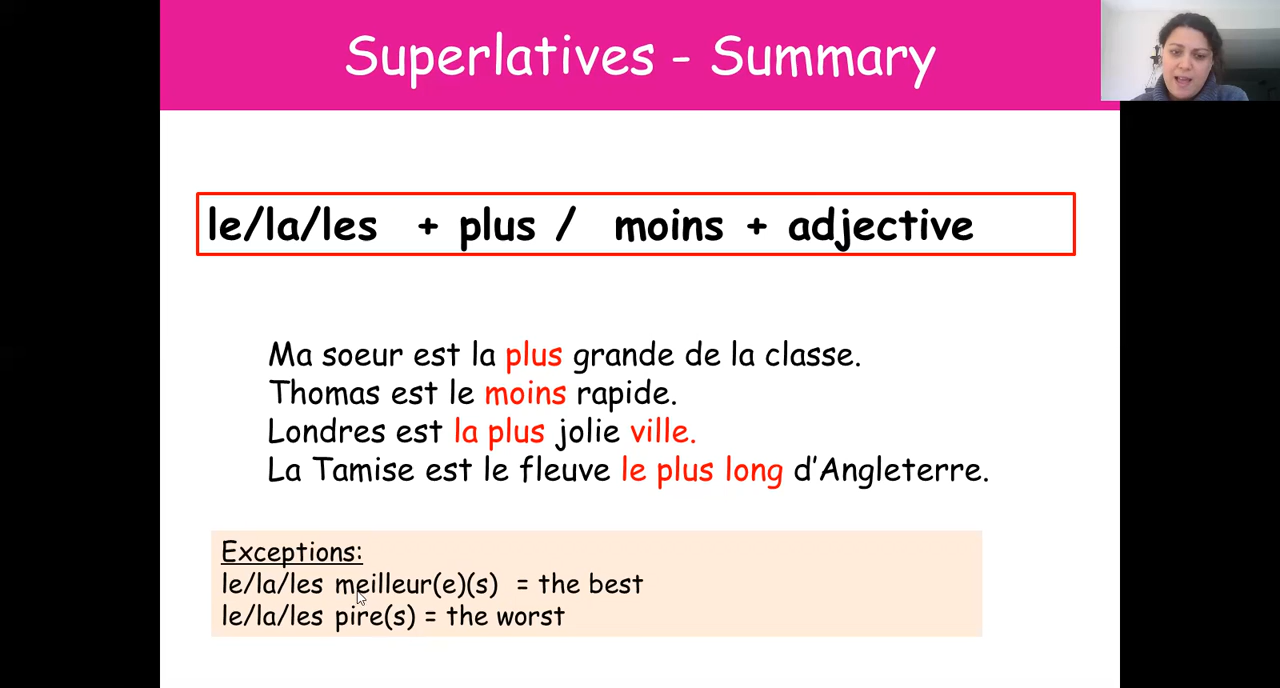 Superlatives - Summary
le/la/les + plus / moins + adjective
Ma soeur est la plus grande de la classe.
Thomas est le moins rapide.
Londres est la plus jolie ville.
La Tamise est le fleuve le plus long d'Angleterre.
Exceptions:
le/la/les meilleur(e)(s) = the best
le/la/les pire(s) = the worst